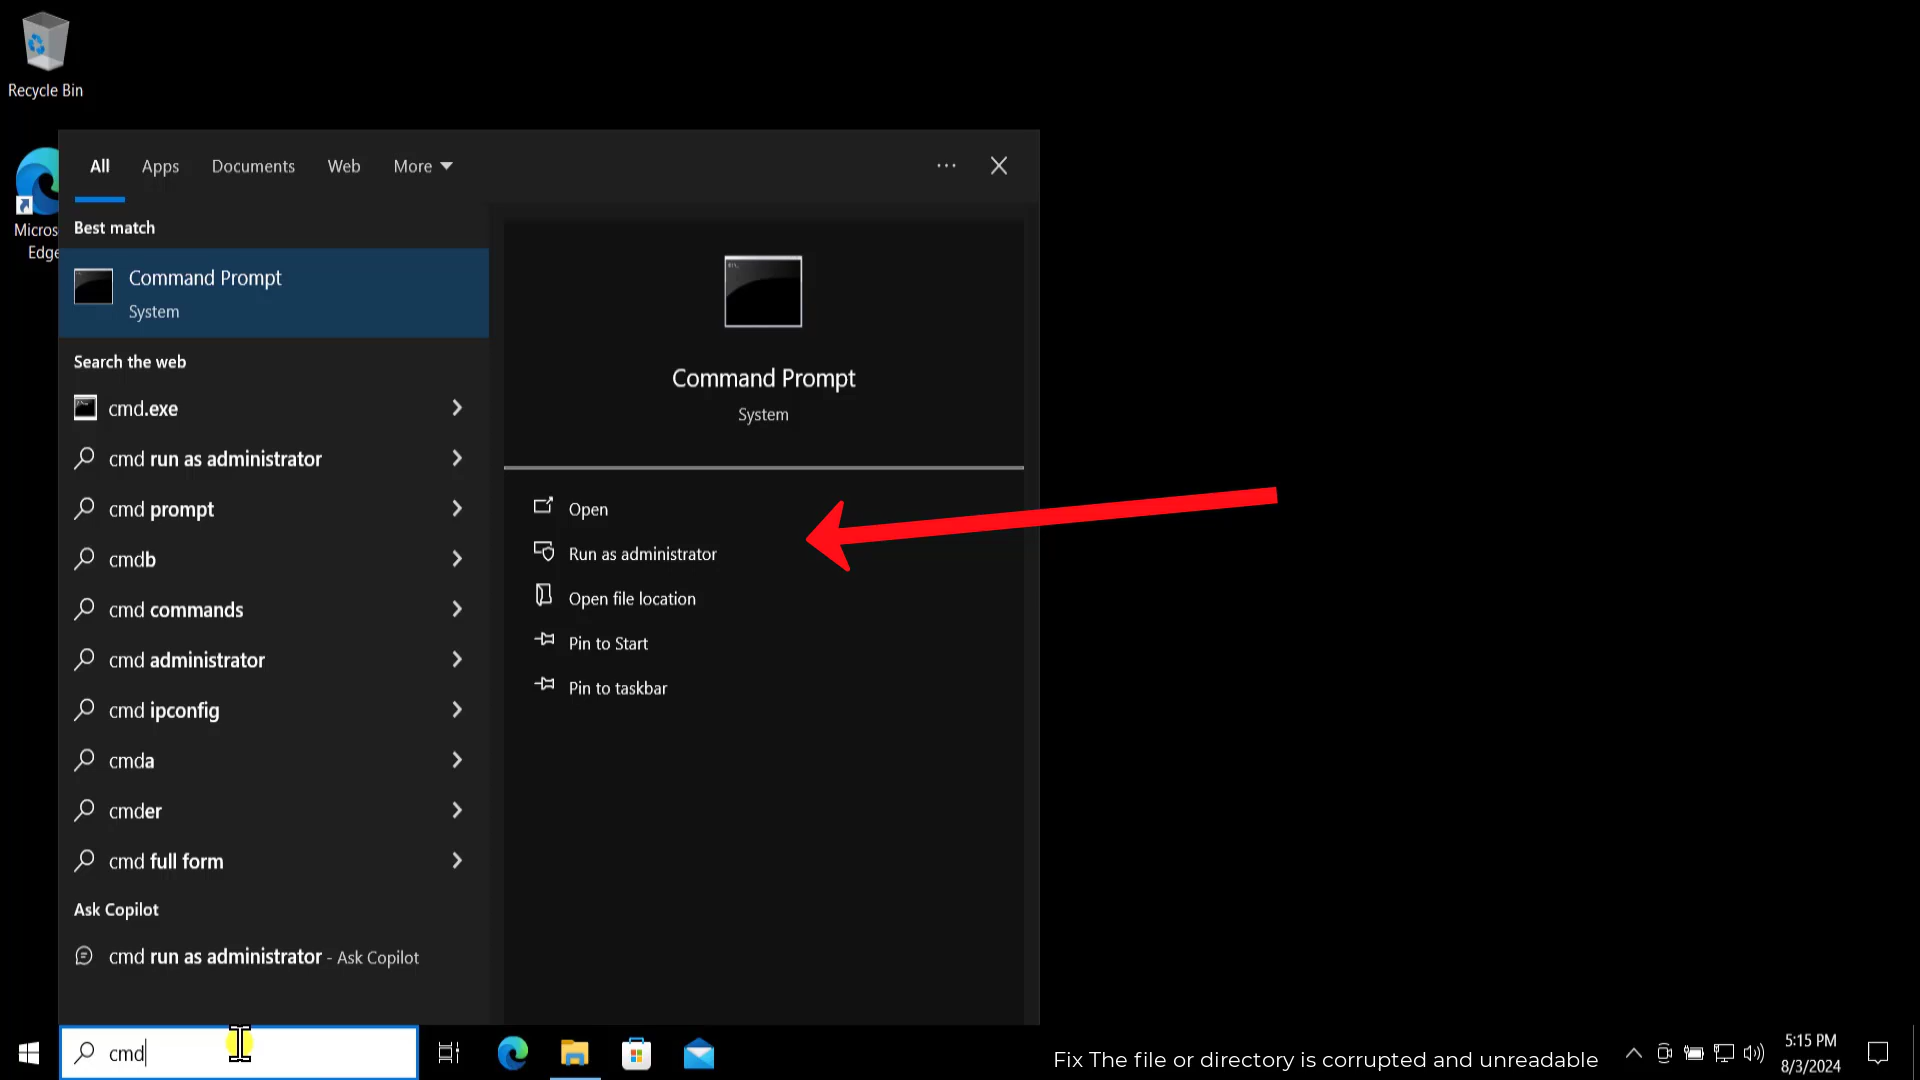 Recycle Bin
Micros
Edge
All Apps Documents Web More
Best match
Command Prompt
System
Search the web
cmd.exe
cmd run as administrator
cmd prompt
cmdb
cmd commands
cmd administrator
cmd ipconfig
cmda
cmder
cmd full form
Ask Copilot
cmd run as administrator - Ask Copilot
Command Prompt
System
Open
Run as administrator
Open file location
Pin to Start
Pin to taskbar
cmd
Fix The file or directory is corrupted and unreadable
5:15 PM
8/3/2024